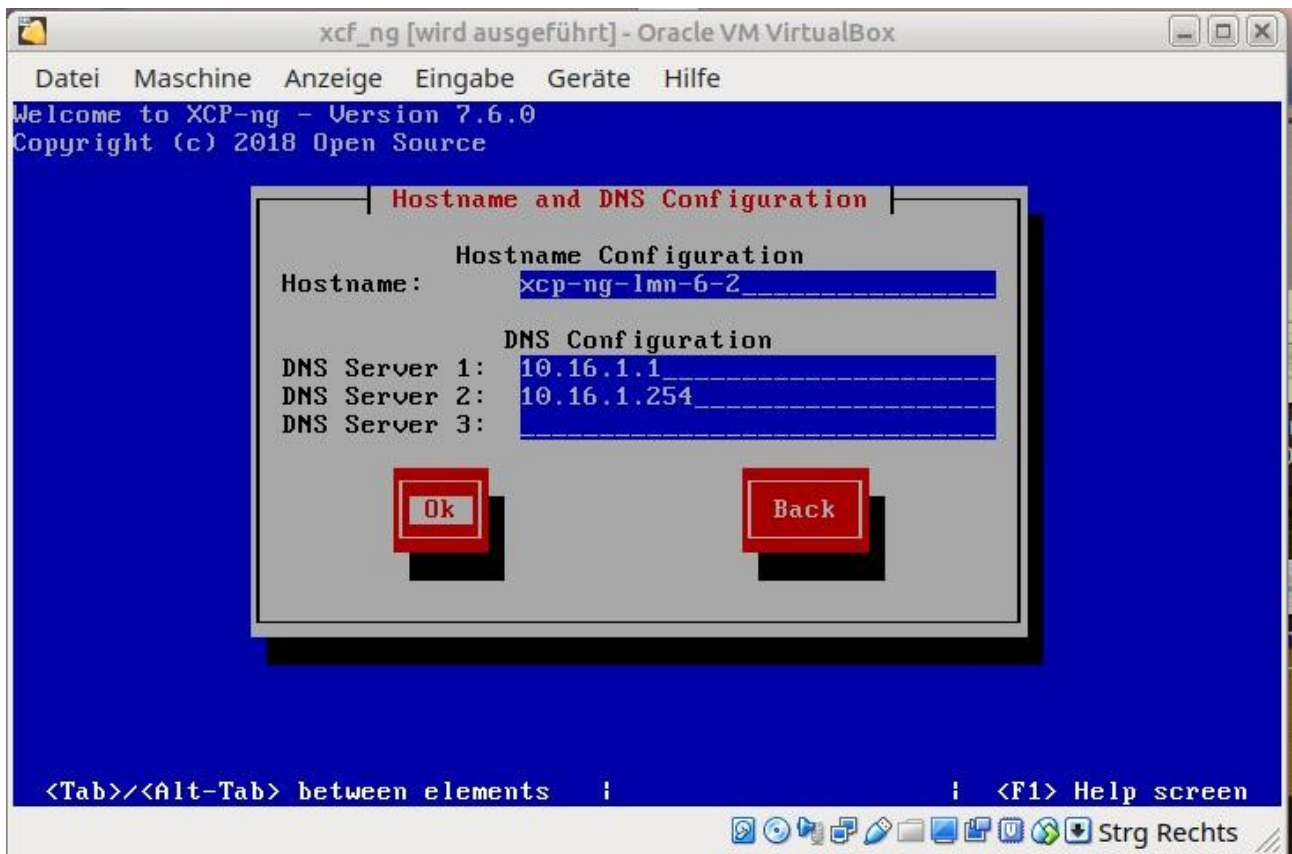 xcf_ng [wird ausgeführt] - Oracle VM VirtualBox
Datei Maschine Anzeige Eingabe Geräte Hilfe
Welcome to XCP-ng - Version 7.6.0
Copyright (c) 2018 Open Source
Hostname and DNS Configuration
Hostname Configuration
Hostname: xcp-ng-lmn-6-2
DNS Configuration
DNS Server 1: 10.16.1.1
DNS Server 2: 10.16.1.254
DNS Server 3:
Ok Back
<Tab>/<Alt-Tab> between elements | | <F1> Help screen
Strg Rechts